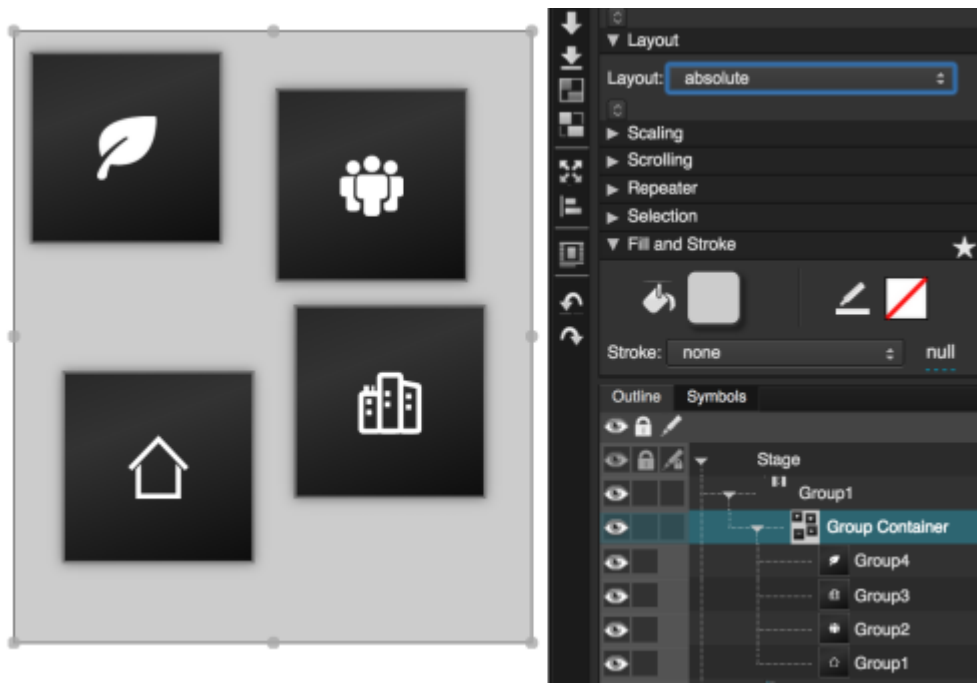 Layout
Layout: absolute
Scaling
Scrolling
Repeater
Selection
Fill and Stroke
Stroke: none null
Outline Symbols
Stage
Group1
Group Container
Group4
Group3
Group2
Group1